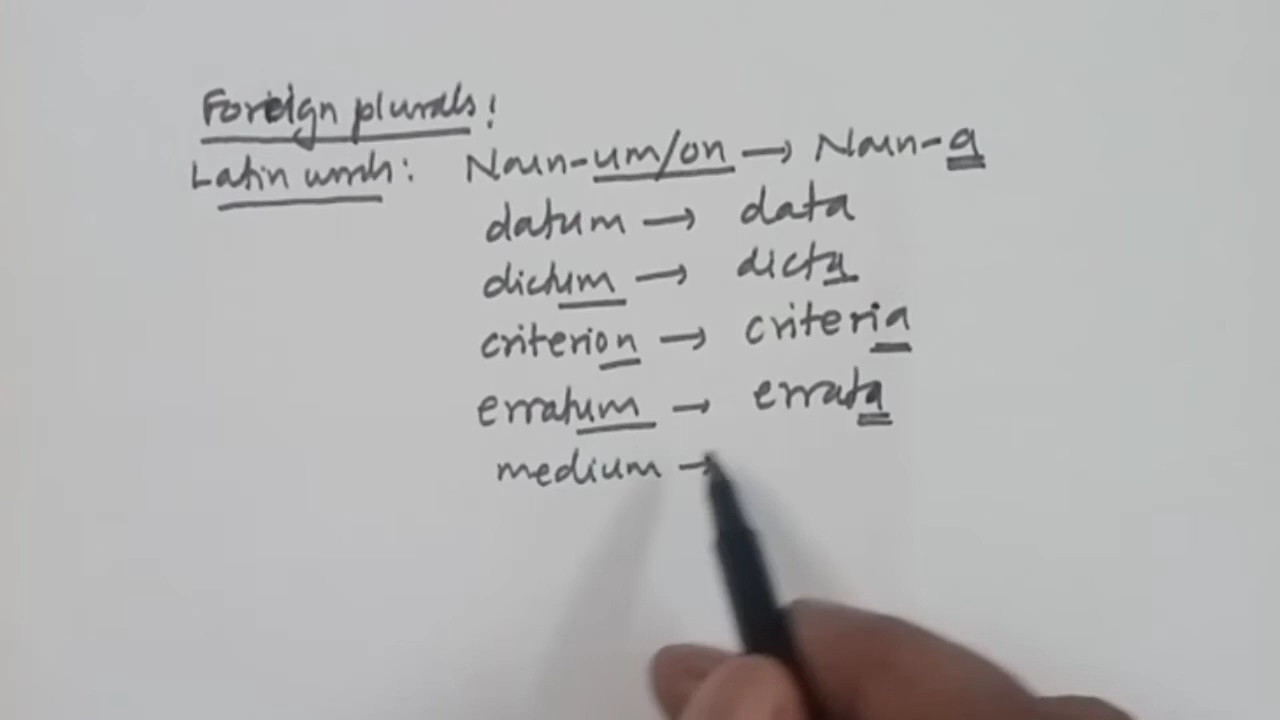 Foreign plurals:
Latin words: Noun-um/on → Noun-a
datum → data
dictum → dicta
criterion → criteria
erratum → errata
medium →